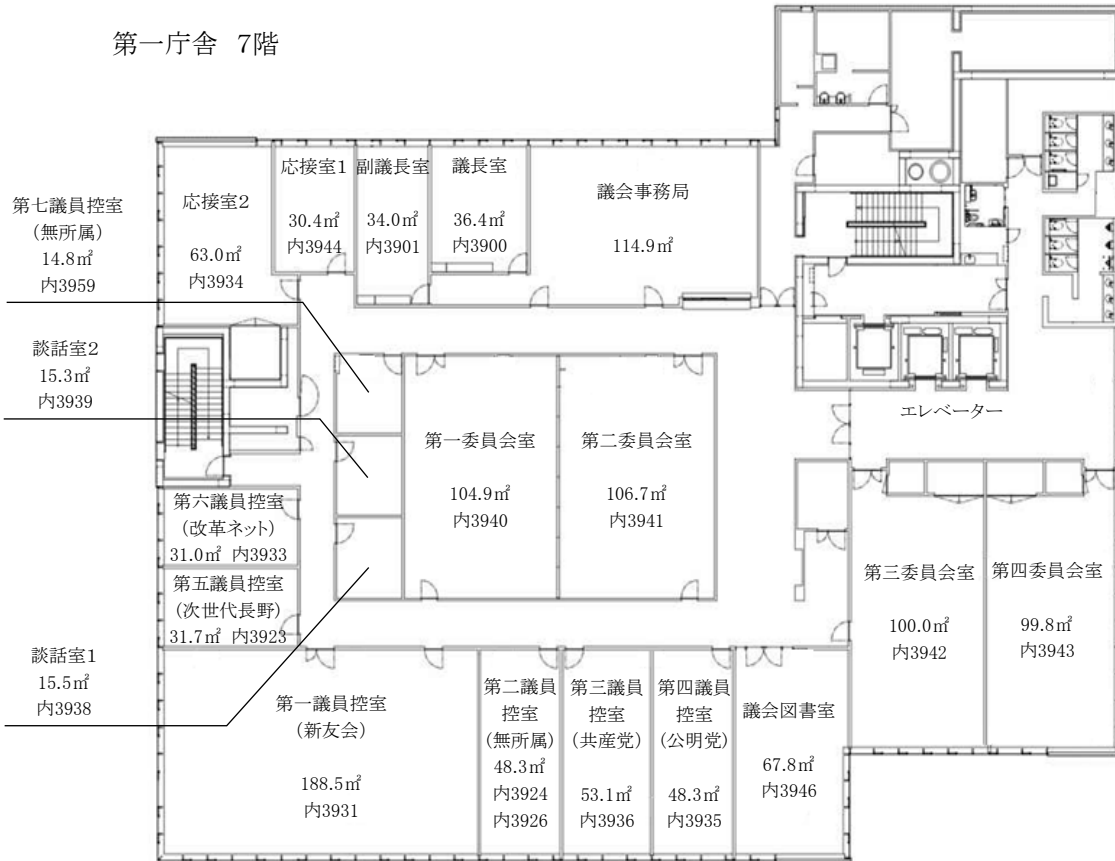 第一庁舎 7階
第七議員控室
(無所属)
14.8㎡
内3959
談話室2
15.3㎡
内3939
談話室1
15.5㎡
内3938
応接室2
63.0㎡
内3934
応接室1
30.4㎡
内3944
副議長室
34.0㎡
内3901
議長室
36.4㎡
内3900
議会事務局
114.9㎡
エレベーター
第一委員会室
104.9㎡
内3940
第二委員会室
106.7㎡
内3941
第六議員控室
(改革ネット)
31.0㎡ 内3933
第五議員控室
(次世代長野)
31.7㎡ 内3923
第三委員会室
100.0㎡
内3942
第四委員会室
99.8㎡
内3943
第一議員控室
(新友会)
188.5㎡
内3931
第二議員
控室
(無所属)
48.3㎡
内3924
内3926
第三議員
控室
(共産党)
53.1㎡
内3936
第四議員
控室
(公明党)
48.3㎡
内3935
議会図書室
67.8㎡
内3946